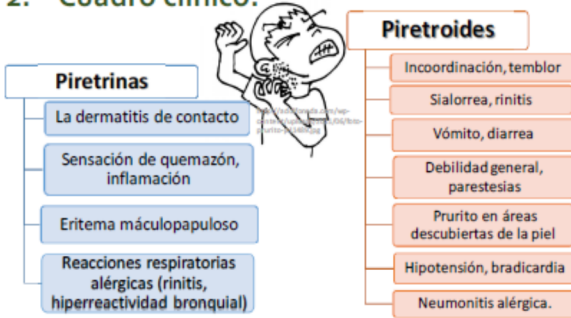 2. Cuadro clínico.
Piretrinas
La dermatitis de contacto
Sensación de quemazón,
inflamación
Eritema máculopapuloso
Reacciones respiratorias
alérgicas (rinitis,
hiperreactividad bronquial)
Piretroides
Incoordinación, temblor
Sialorrea, rinitis
Vómito, diarrea
Debilidad general,
parestesias
Prurito en áreas
descubiertas de la piel
Hipotensión, bradicardia
Neumonitis alérgica.